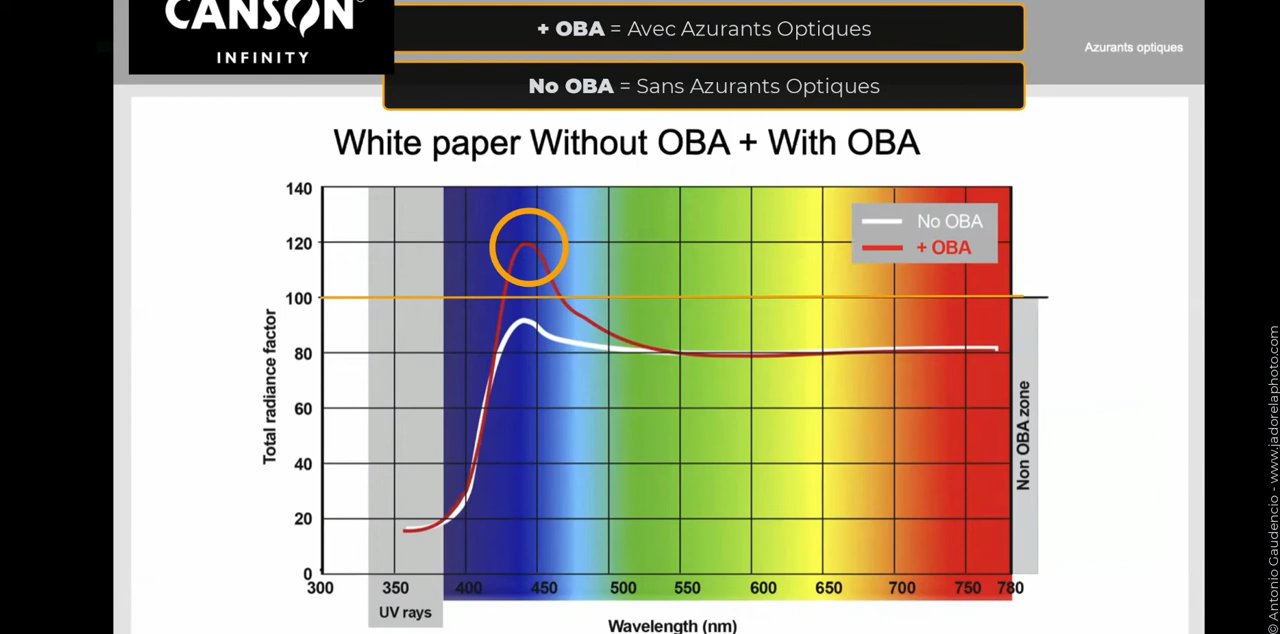 CANSON®
INFINITY
+ OBA = Avec Azurants Optiques
No OBA = Sans Azurants Optiques
Azurants optiques
White paper Without OBA + With OBA
Total radiance factor
140
120
100
80
60
40
20
0
No OBA
+ OBA
Non OBA zone
300 350 400 450 500 550 600 650 700 750 780
UV rays
Wavelength (nm)
© Antonio Gaudencio - www.jadorelaphoto.com